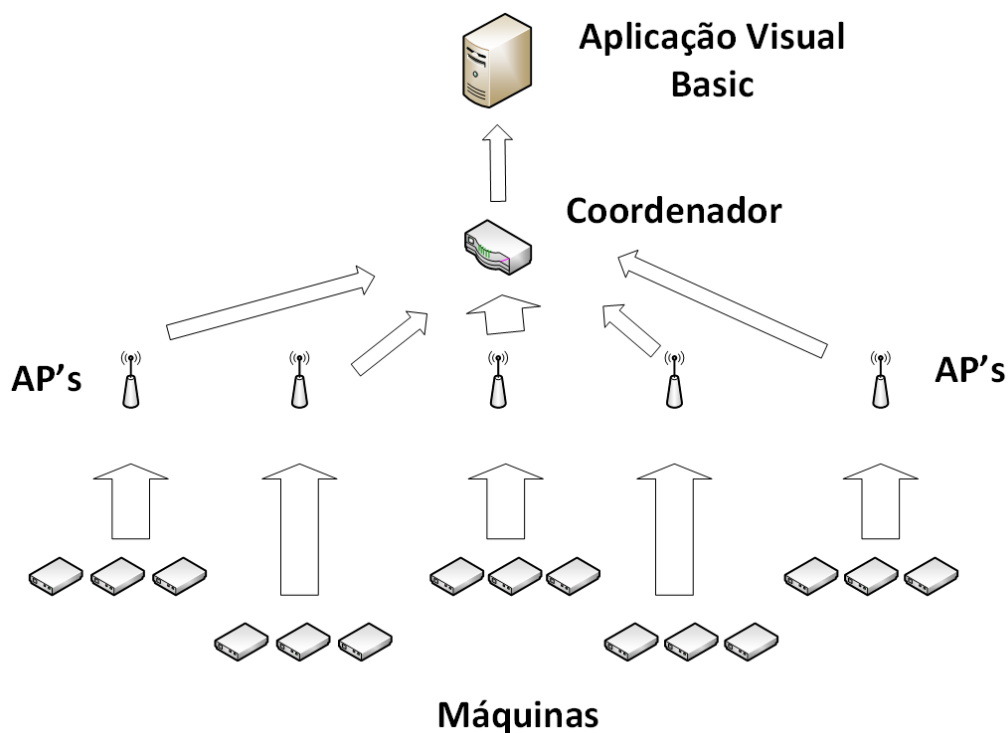 Aplicação Visual
Basic
Coordenador
AP's
AP's
Máquinas